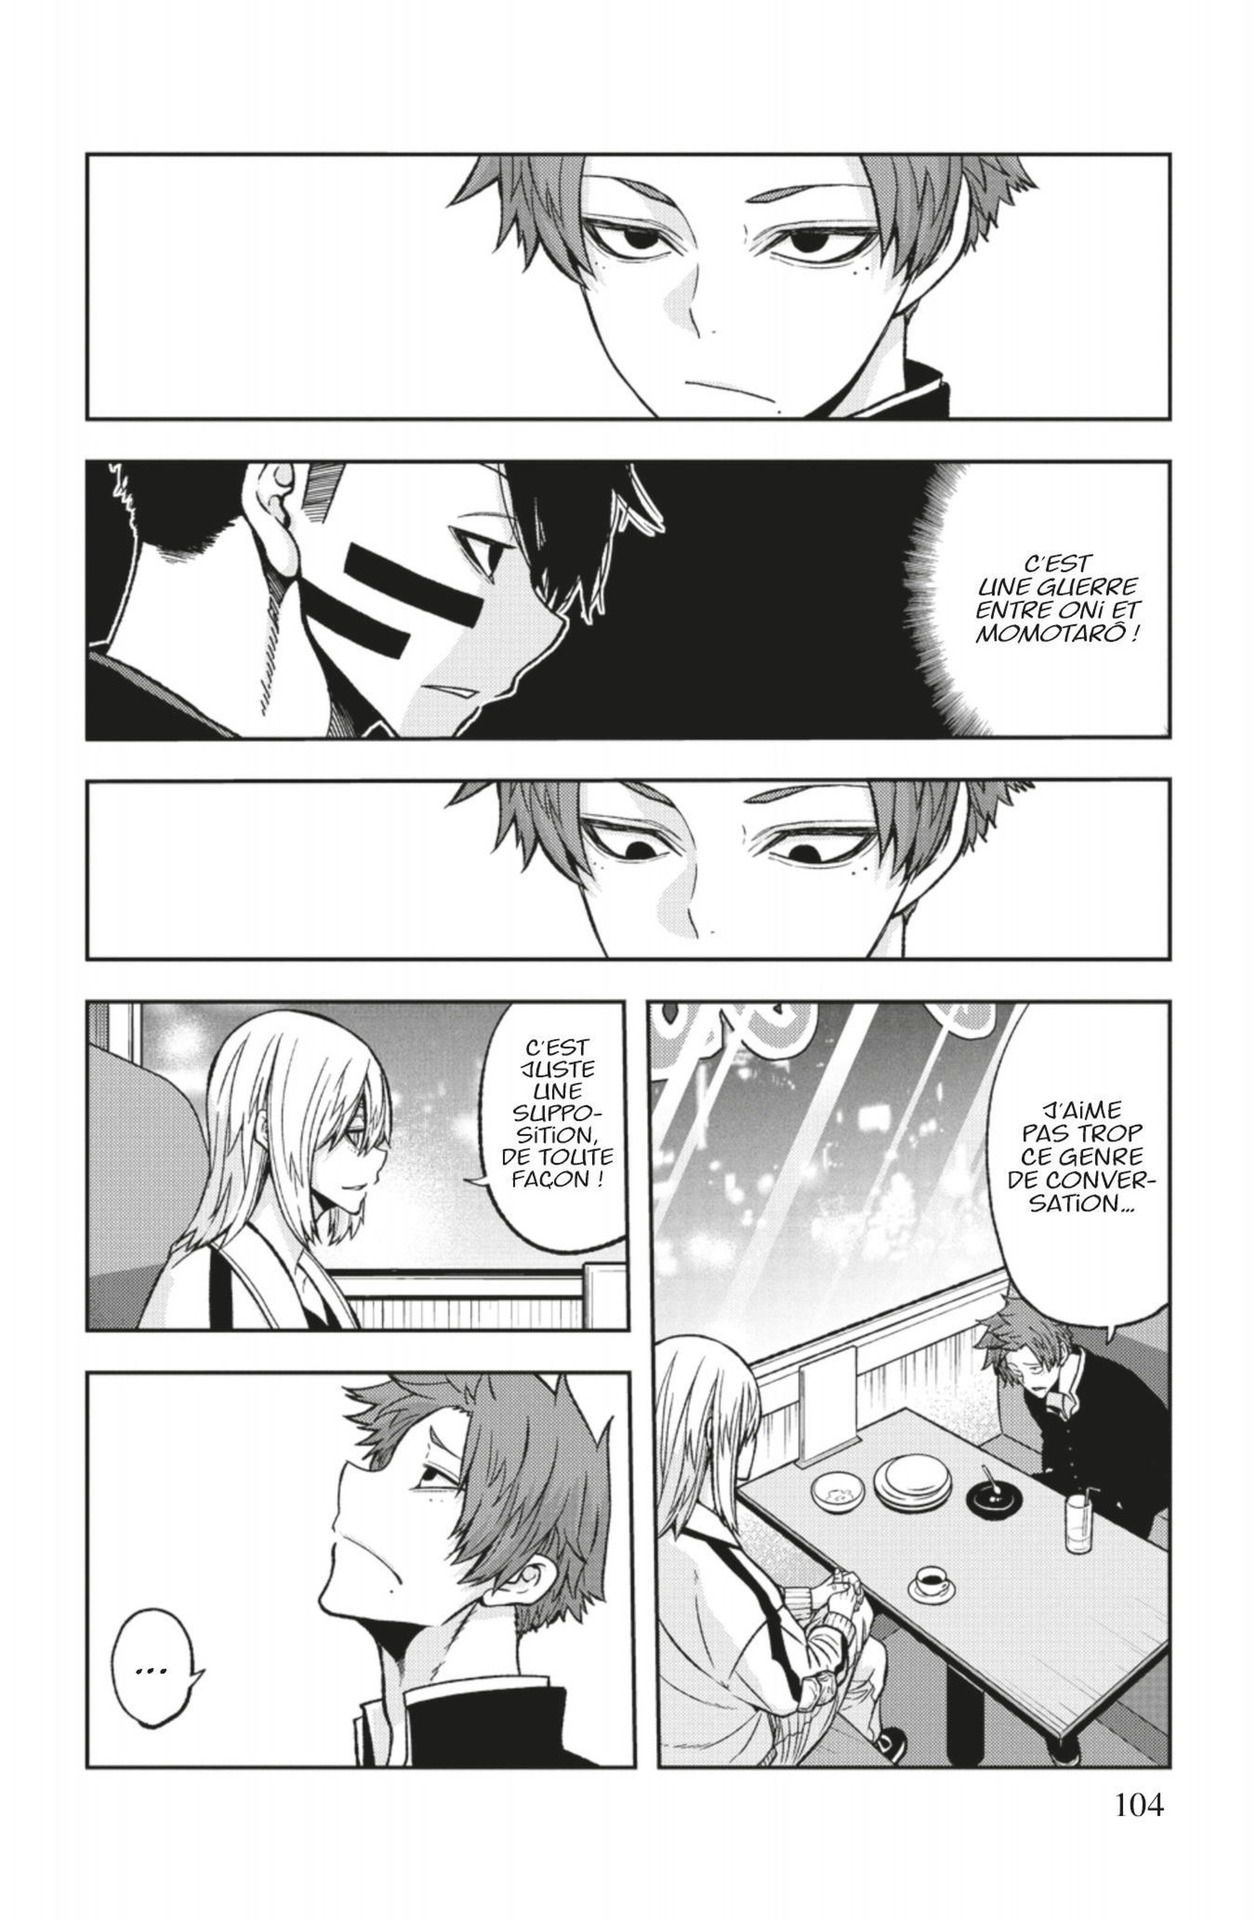 C'EST
UNE GUERRE
ENTRE ONI ET
MOMOTARÔ !
J'AIME
PAS TROP
CE GENRE
DE CONVER-
SATION...
C'EST
JUSTE
UNE
SUPPO-
SITION,
DE TOUTE
FAÇON !
...
104